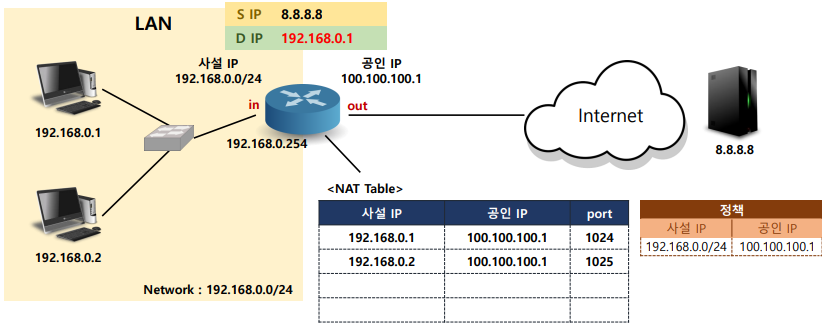 LAN
S IP 8.8.8.8
D IP 192.168.0.1
사설 IP
192.168.0.0/24
공인 IP
100.100.100.1
in
out
192.168.0.1
192.168.0.254
Internet
8.8.8.8
192.168.0.2
Network : 192.168.0.0/24
<NAT Table>
사설 IP 공인 IP port
192.168.0.1 100.100.100.1 1024
192.168.0.2 100.100.100.1 1025
정책
사설 IP 공인 IP
192.168.0.0/24 100.100.100.1